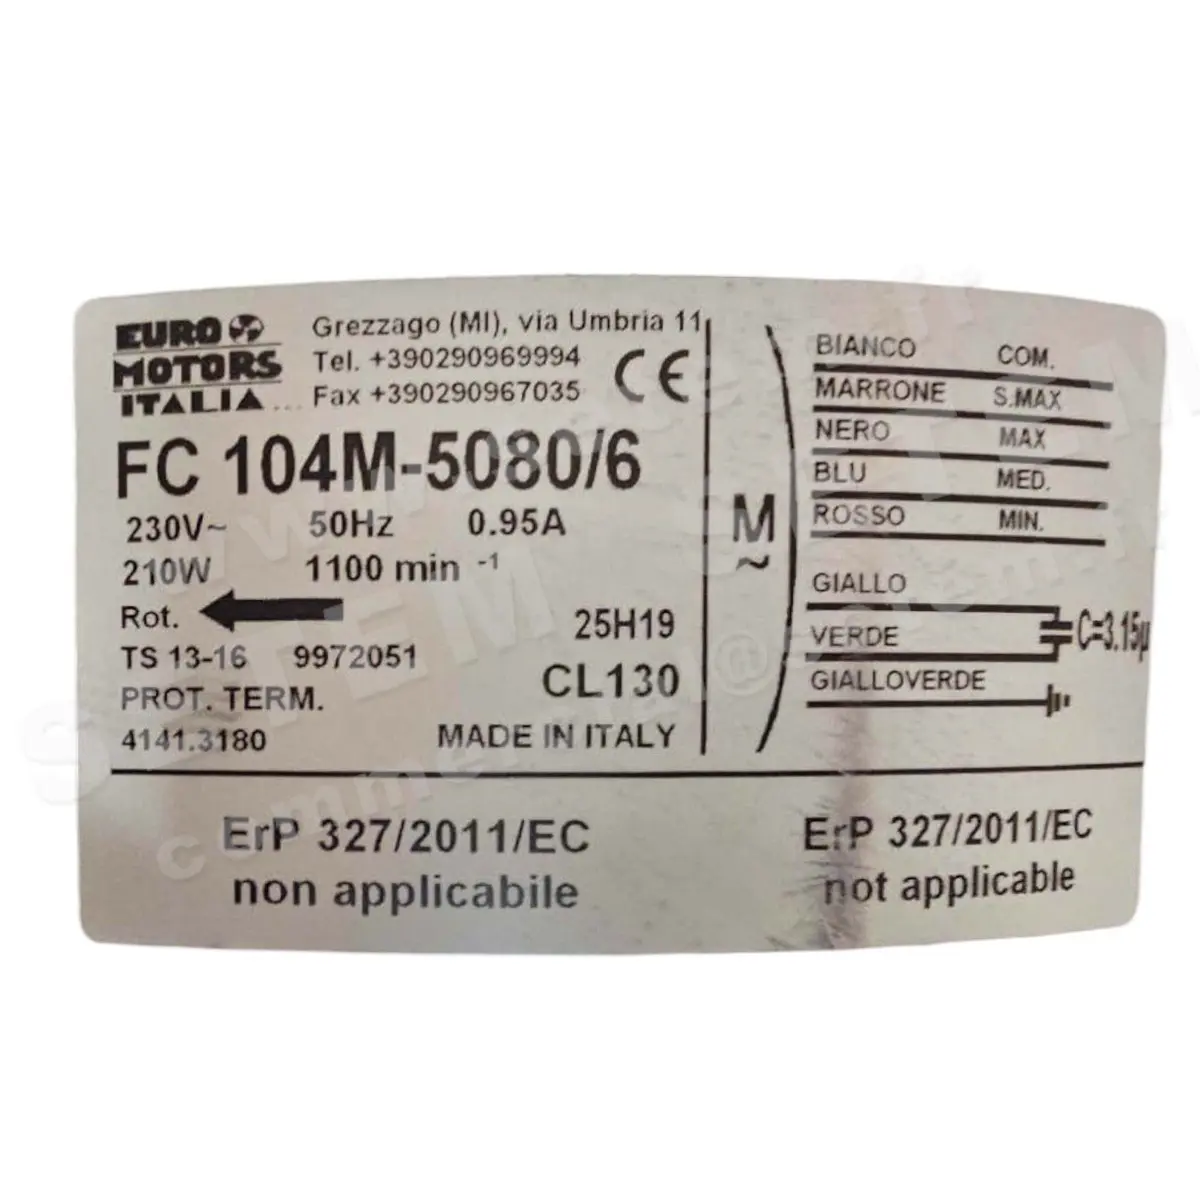 EURO
MOTORS
ITALIA...
Grezzago (MI), via Umbria 11
Tel. +390290969994
Fax +390290967035
CE
FC 104M-5080/6
230V~ 50Hz 0.95A
210W 1100 min -1
Rot.
25H19
TS 13-16 9972051
CL130
PROT. TERM.
4141.3180
MADE IN ITALY
M
~
BIANCO COM.
MARRONE S.MAX
NERO MAX
BLU MED.
ROSSO MIN.
GIALLO
C=3.15µ
VERDE
GIALLOVERDE
ErP 327/2011/EC
non applicabile
ErP 327/2011/EC
not applicable